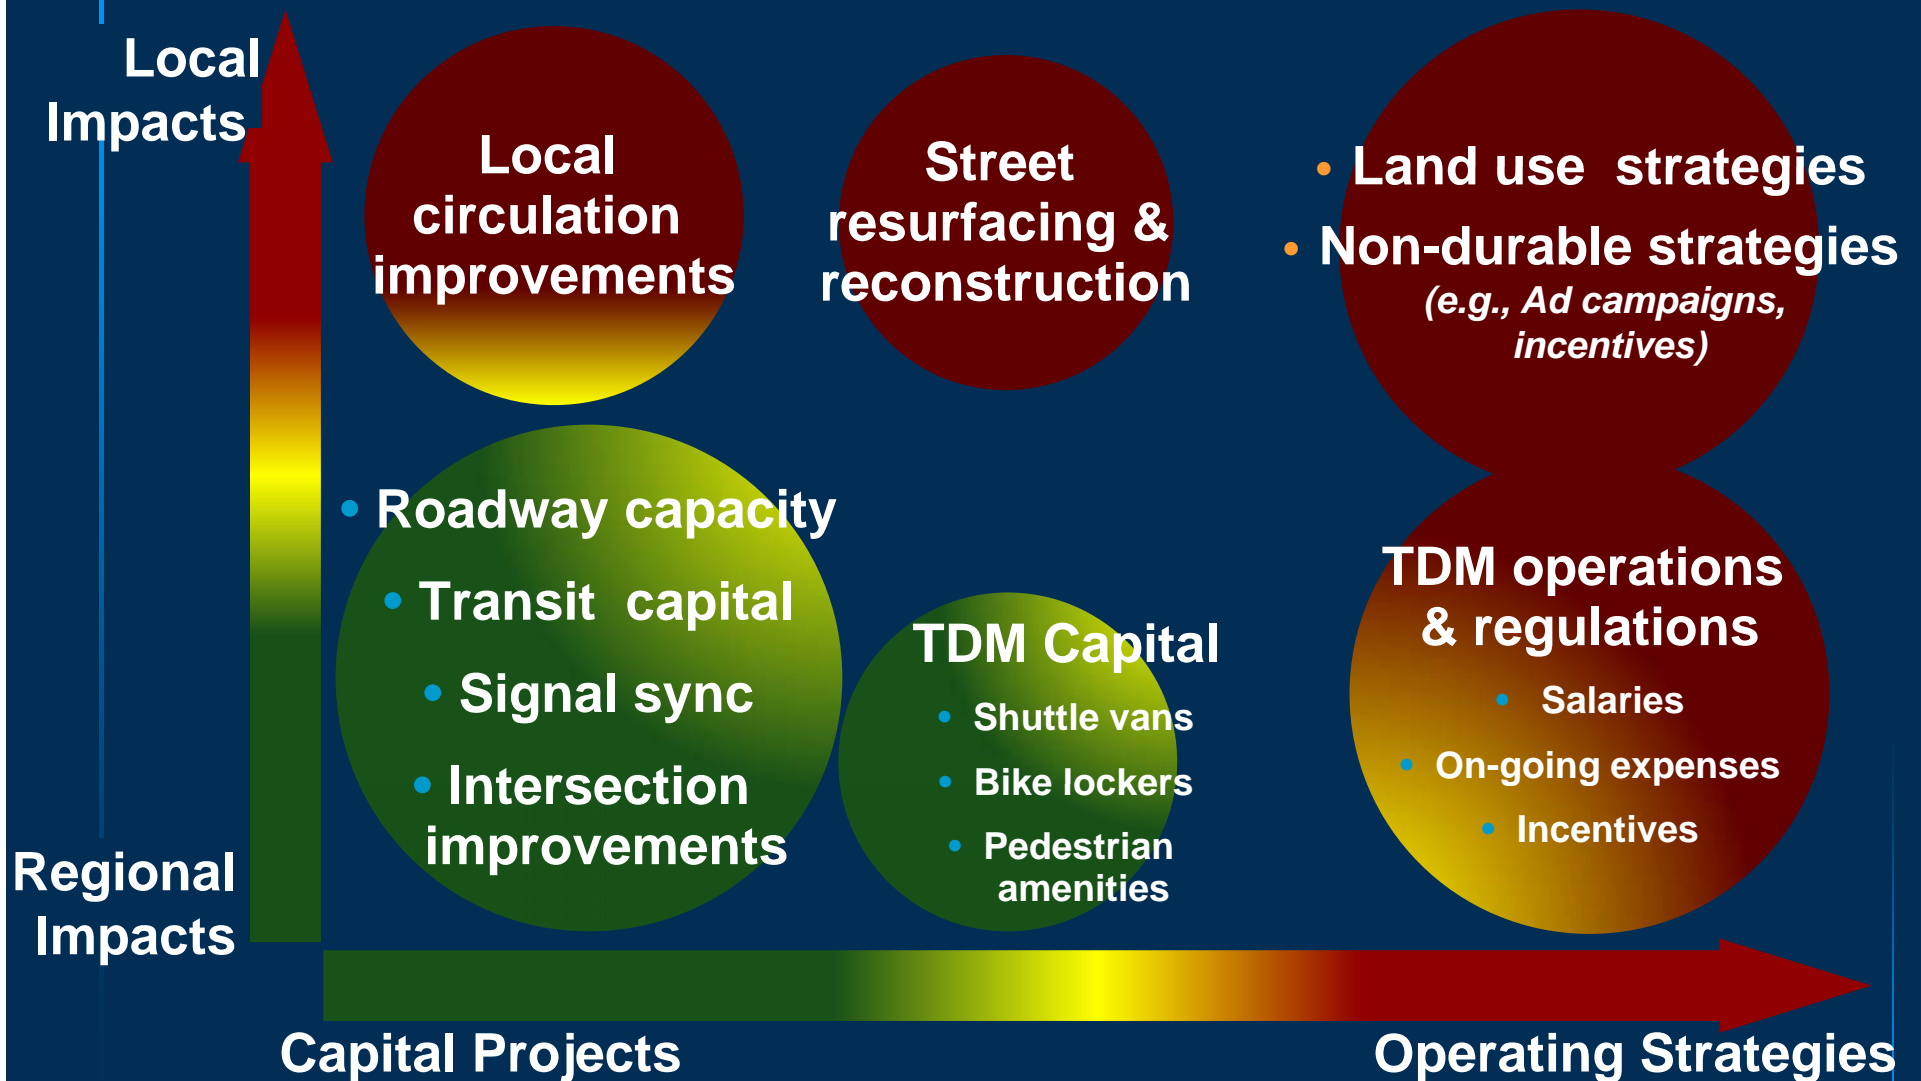 Local
Impacts
Local
circulation
improvements
Street
resurfacing &
reconstruction
• Land use strategies
• Non-durable strategies
(e.g., Ad campaigns,
incentives)
• Roadway capacity
• Transit capital
• Signal sync
• Intersection
improvements
TDM Capital
• Shuttle vans
• Bike lockers
• Pedestrian
amenities
TDM operations
& regulations
• Salaries
• On-going expenses
• Incentives
Regional
Impacts
Capital Projects
Operating Strategies